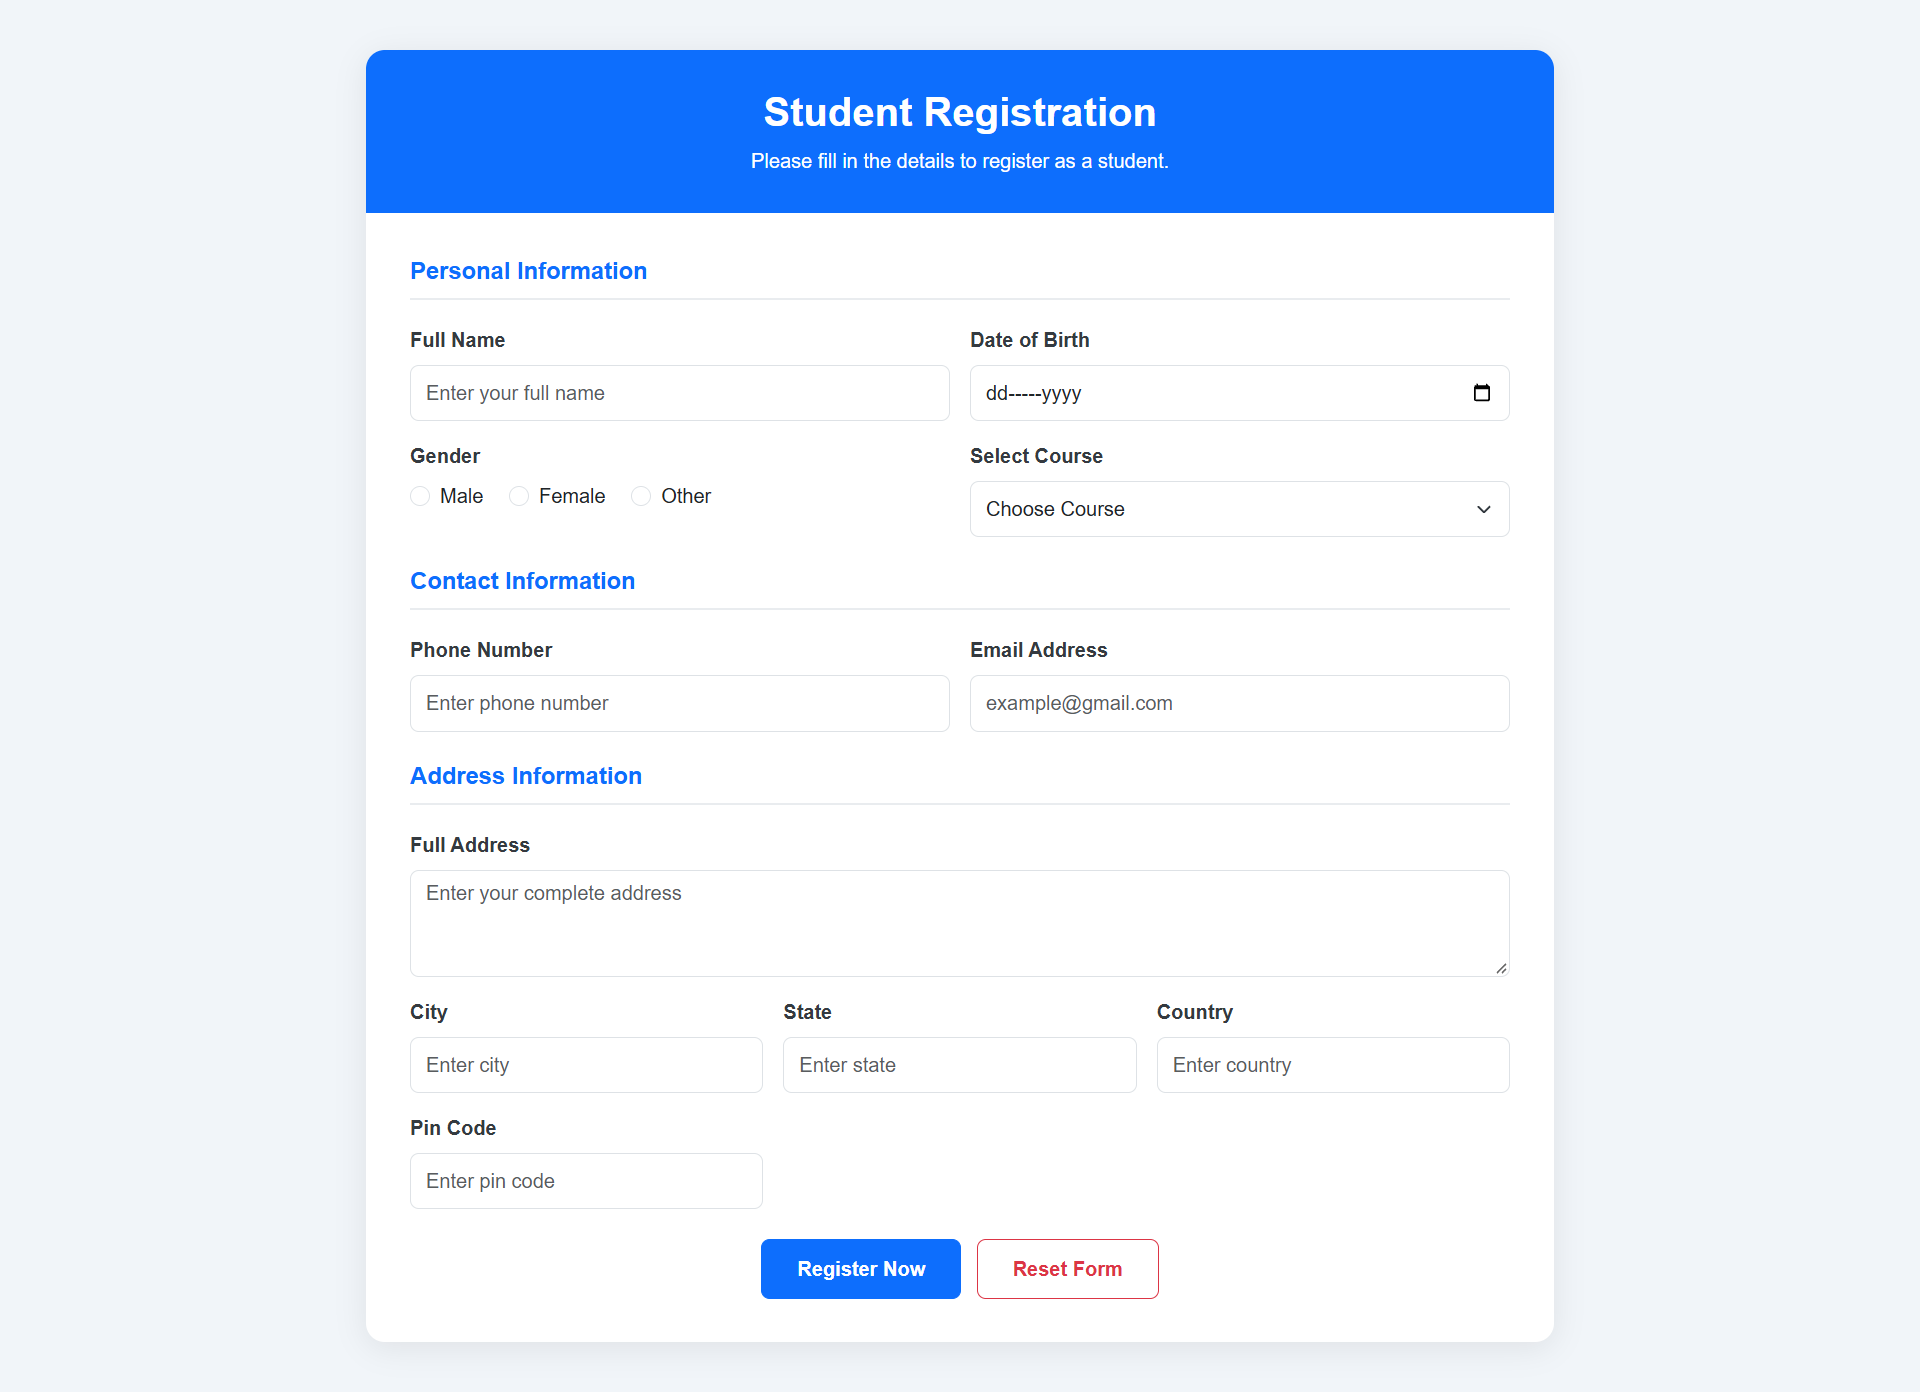 Student Registration
Please fill in the details to register as a student.
Personal Information
Full Name
Date of Birth
Enter your full name
dd-----yyyy
Gender
Select Course
Male Female Other
Choose Course
Contact Information
Phone Number
Email Address
Enter phone number
example@gmail.com
Address Information
Full Address
Enter your complete address
City
State
Country
Enter city
Enter state
Enter country
Pin Code
Enter pin code
Register Now
Reset Form